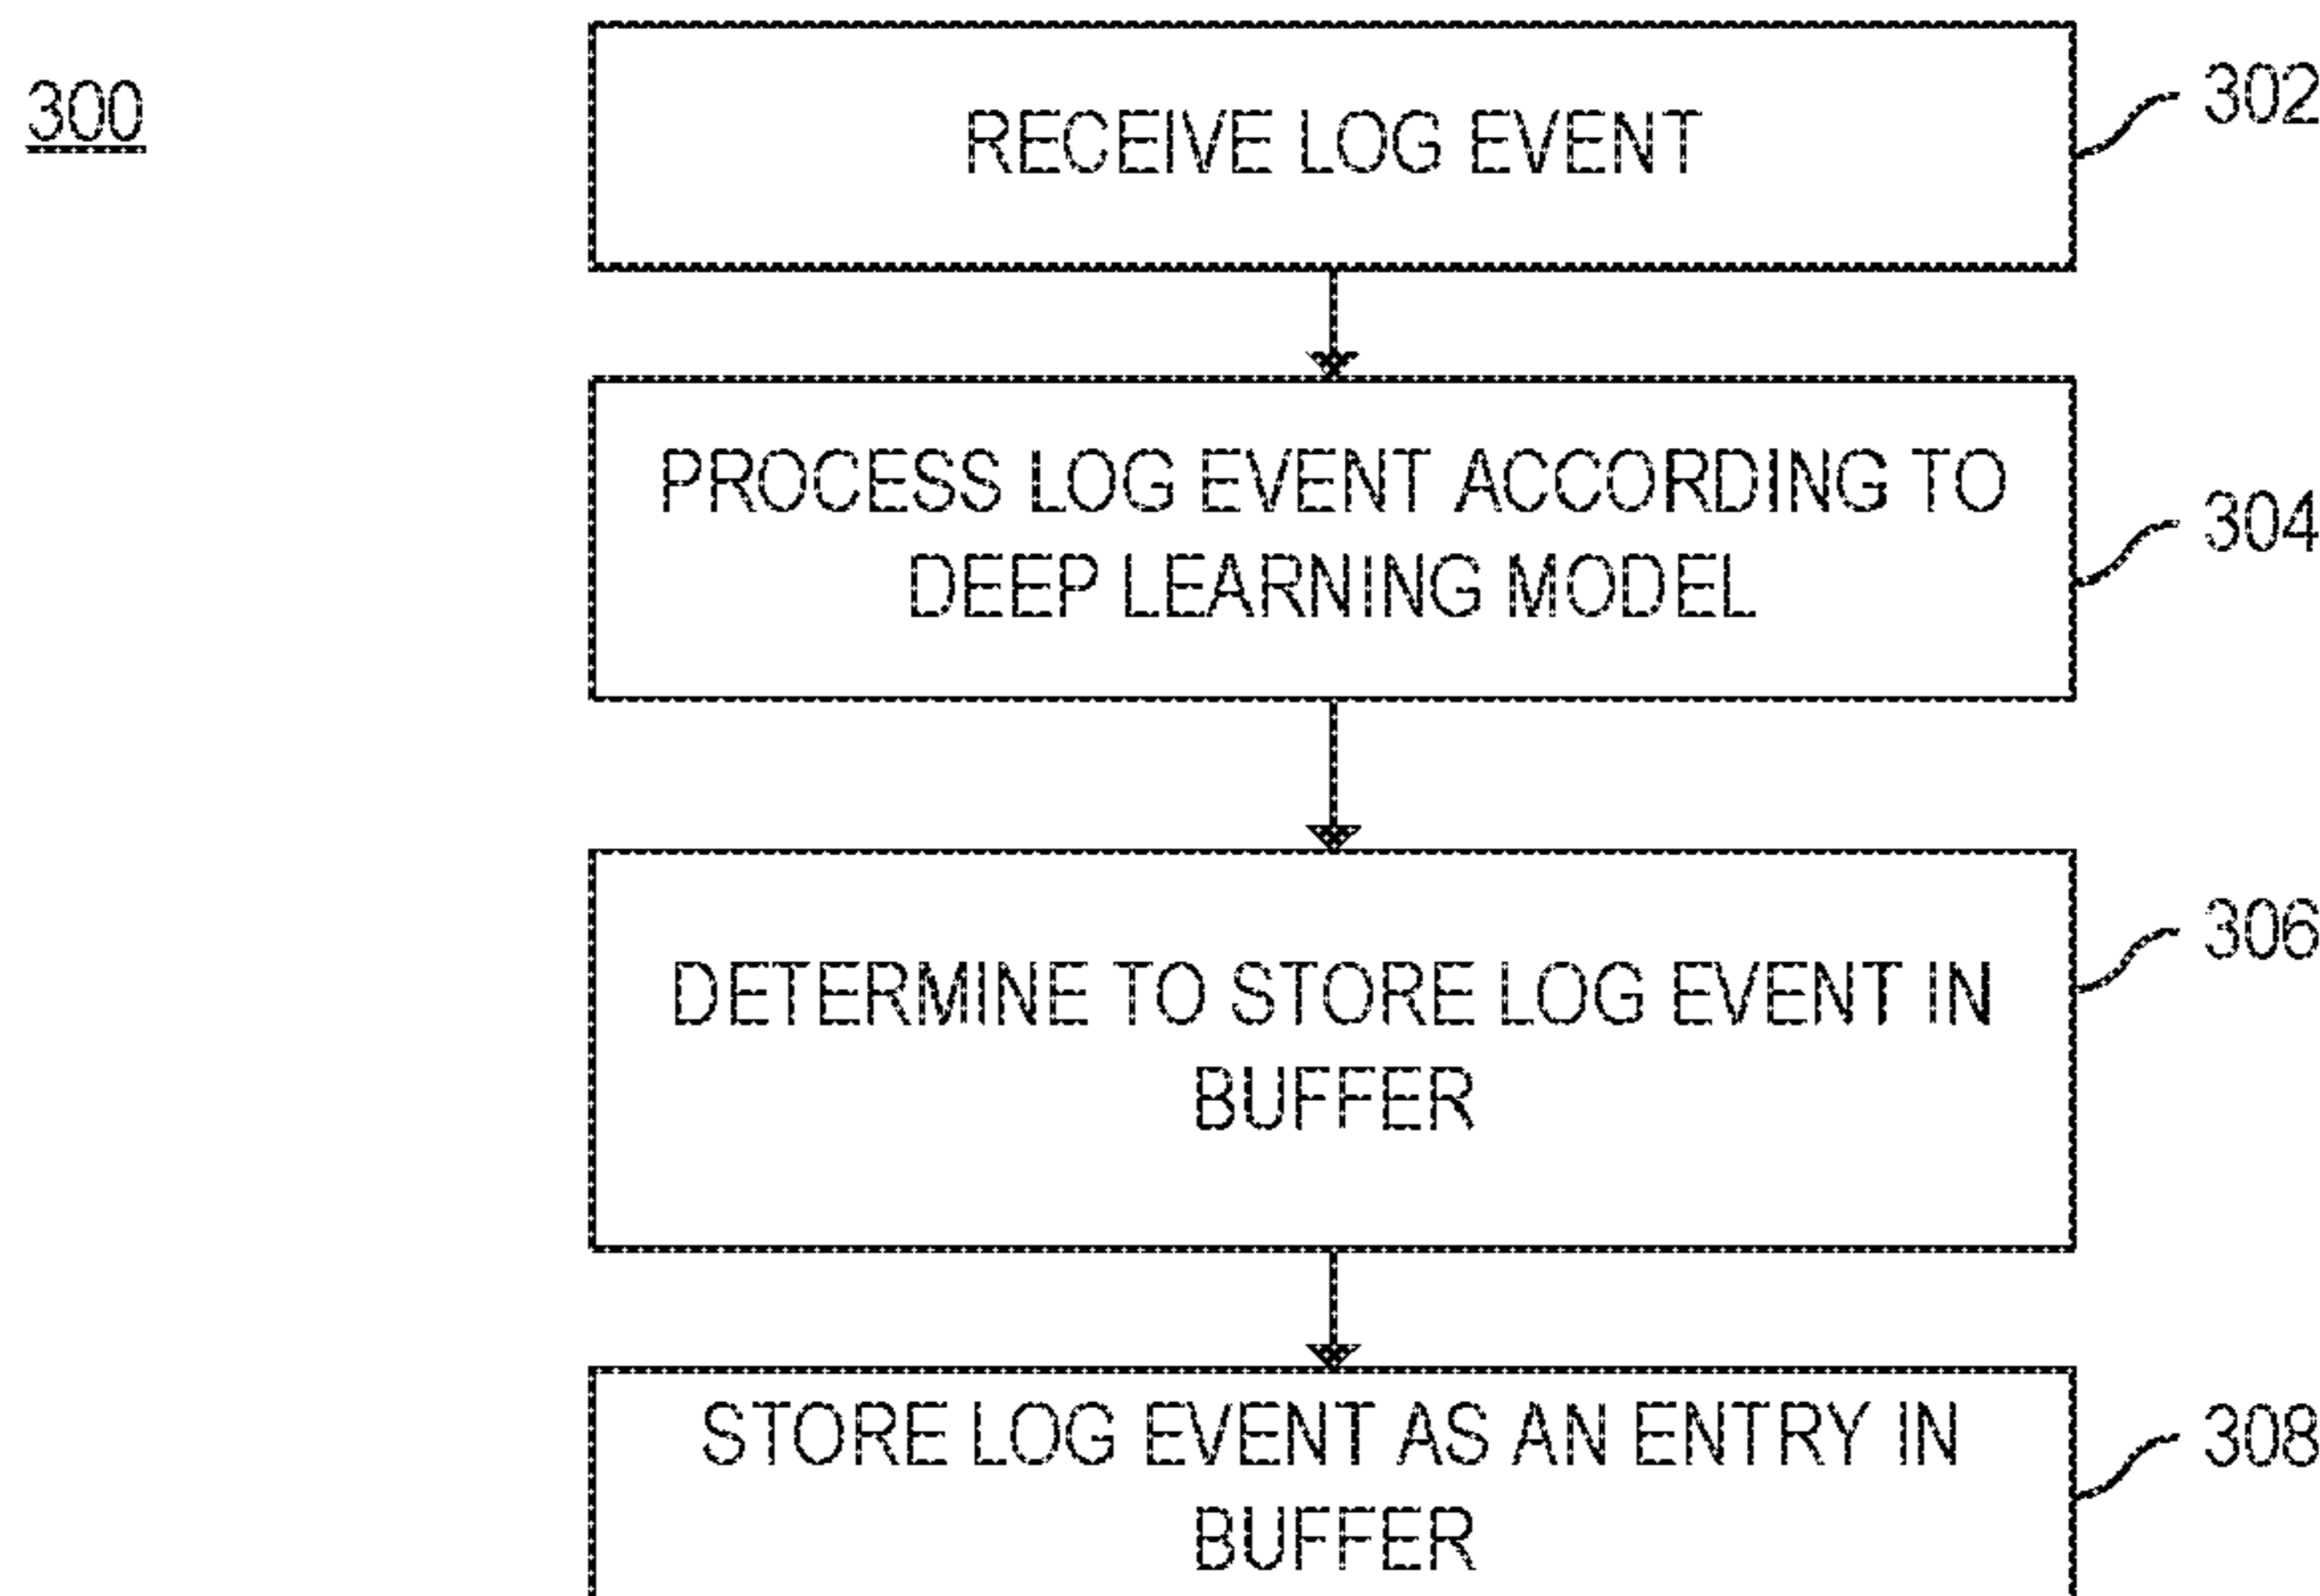 300
RECEIVE LOG EVENT
302
PROCESS LOG EVENT ACCORDING TO
DEEP LEARNING MODEL
304
DETERMINE TO STORE LOG EVENT IN
BUFFER
306
STORE LOG EVENT AS AN ENTRY IN
BUFFER
308